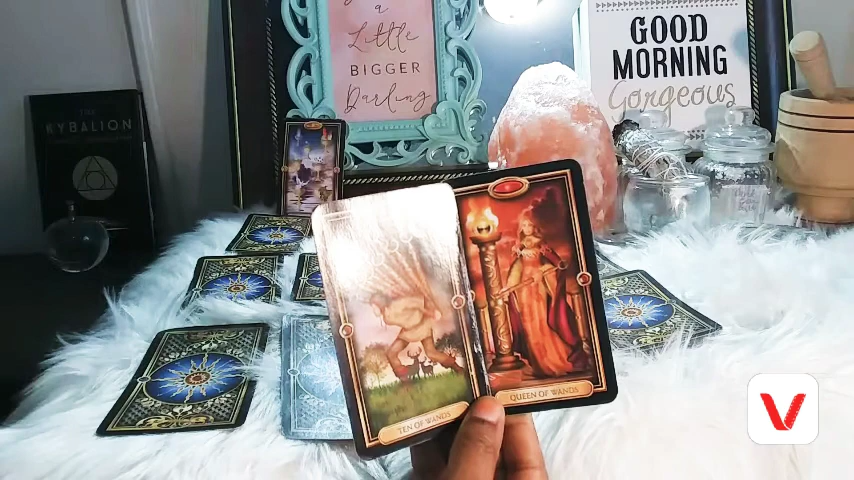 a
Little
BIGGER
Darling
GOOD
MORNING
Gorgeous
THE
KYBALION
TEN OF WANDS
QUEEN OF WANDS